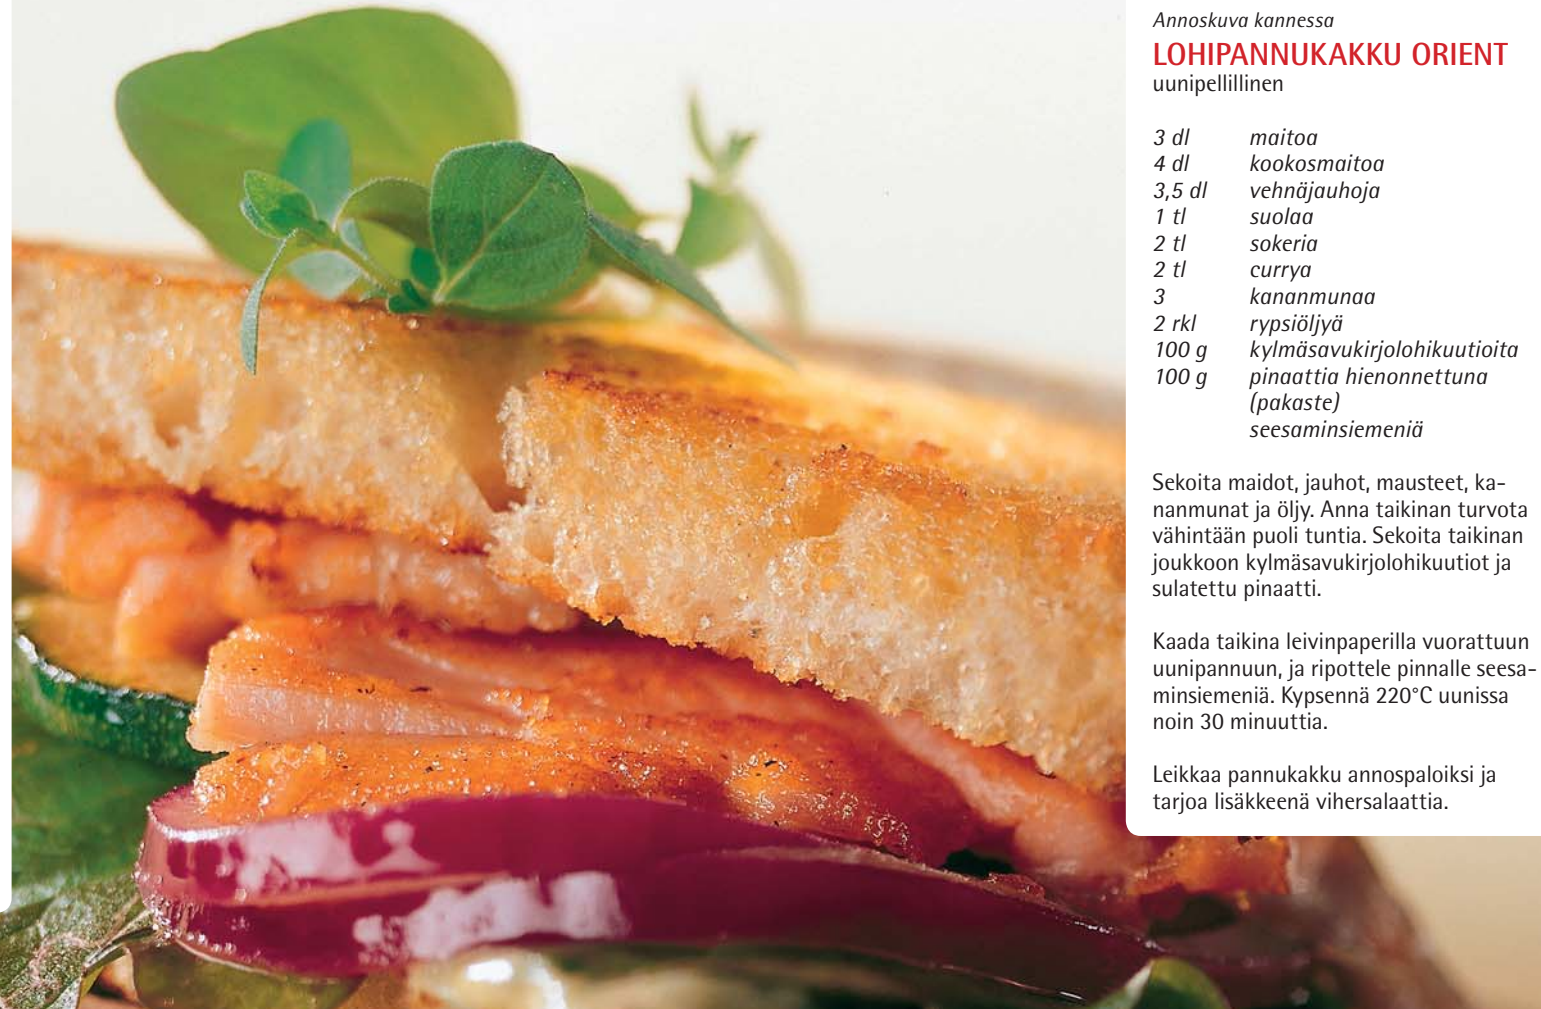 Annoskuva kannessa
LOHIPANNUKAKKU ORIENT
uunipellillinen
3 dl maitoa
4 dl kookosmaitoa
3,5 dl vehnäjauhoja
1 tl suolaa
2 tl sokeria
2 tl currya
3 kananmunaa
2 rkl rypsiöljyä
100 g kylmäsavukirjolohikuutioita
100 g pinaattia hienonnettuna
(pakaste)
seesaminsiemeniä
Sekoita maidot, jauhot, mausteet, ka-
nanmunat ja öljy. Anna taikinan turvota
vähintään puoli tuntia. Sekoita taikinan
joukkoon kylmäsavukirjolohikuutiot ja
sulatettu pinaatti.
Kaada taikina leivinpaperilla vuorattuun
uunipannuun, ja ripottele pinnalle seesa-
minsiemeniä. Kypsennä 220°C uunissa
noin 30 minuuttia.
Leikkaa pannukakku annospaloiksi ja
tarjoa lisäkkeenä vihersalaattia.